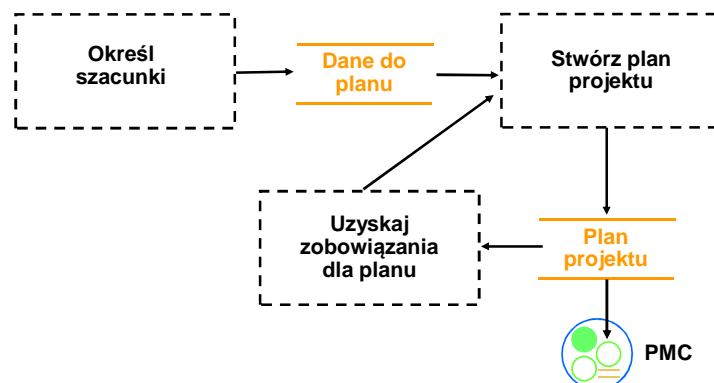 Określ
szacunki
Dane do
planu
Stwórz plan
projektu
Uzyskaj
zobowiązania
dla planu
Plan
projektu
PMC